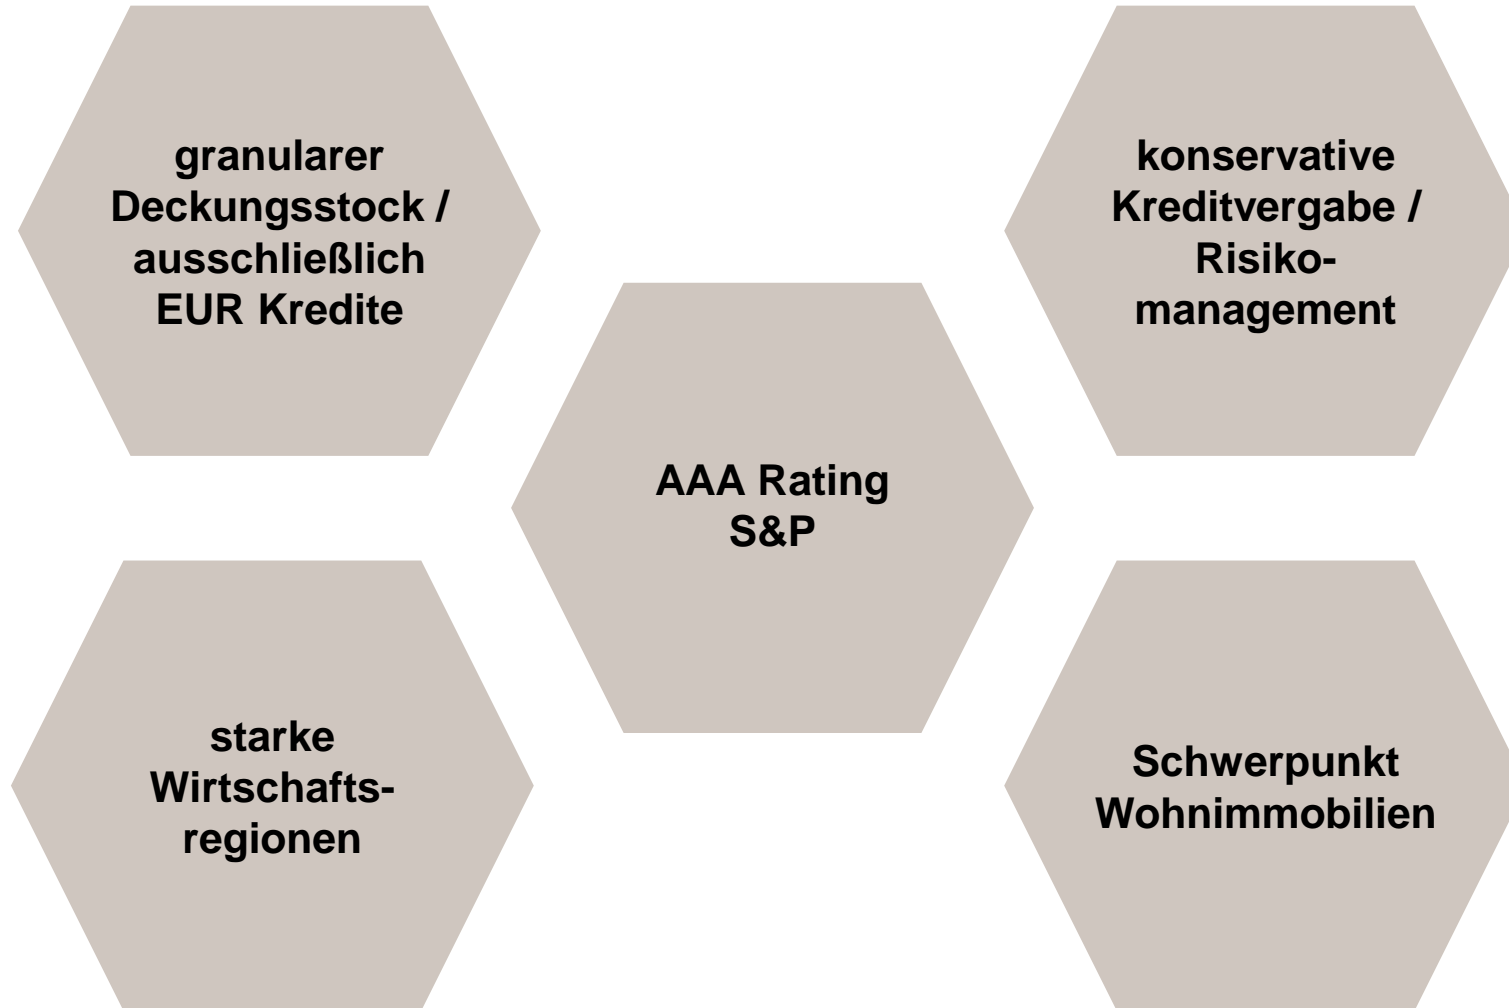 granularer
Deckungsstock /
ausschließlich
EUR Kredite
konservative
Kreditvergabe /
Risiko-
management
AAA Rating
S&P
starke
Wirtschafts-
regionen
Schwerpunkt
Wohnimmobilien